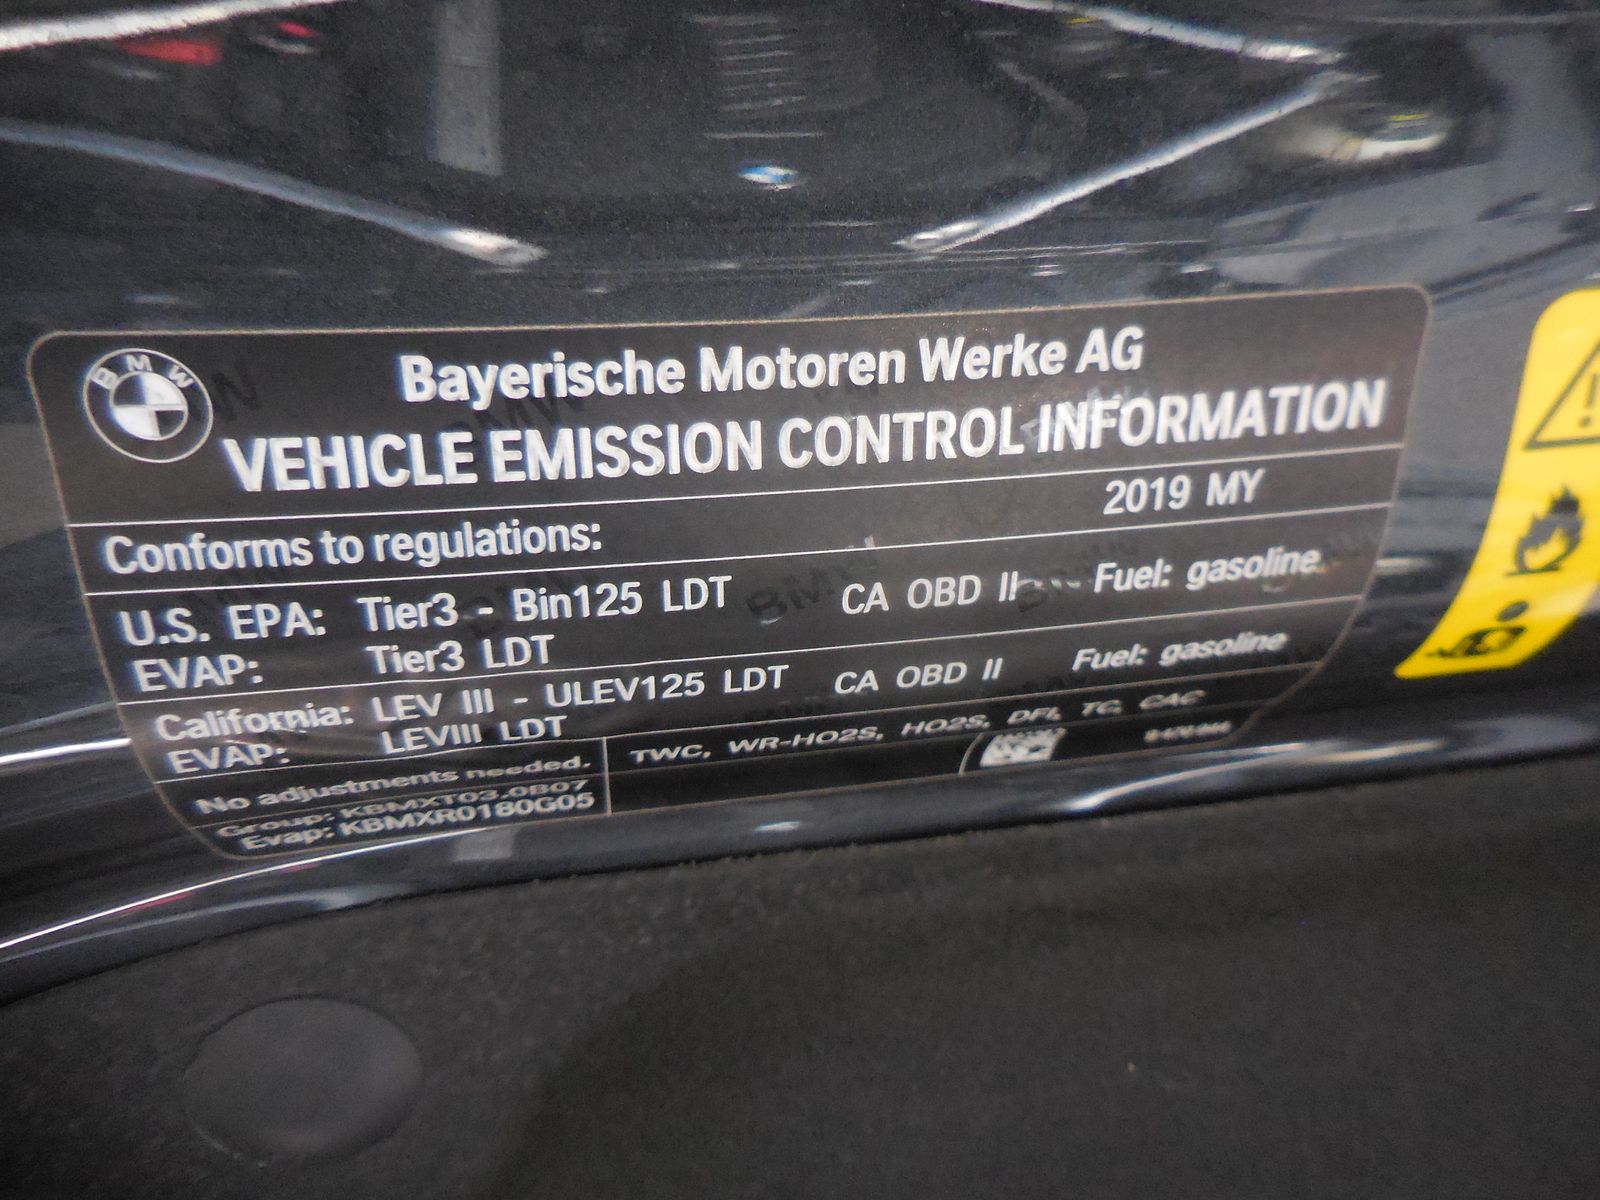 BMW
Bayerische Motoren Werke AG
VEHICLE EMISSION CONTROL INFORMATION
Conforms to regulations: 2019 MY
U.S. EPA: Tier3 - Bin125 LDT CA OBD II Fuel: gasoline
EVAP: Tier3 LDT
California: LEV III - ULEV125 LDT CA OBD II Fuel: gasoline
EVAP: LEVIII LDT
No adjustments needed. TWC, WR-HO2S, HO2S, DFI, TC, CAC
Group: KBMXT03.0B07
Evap: KBMXR0180G05